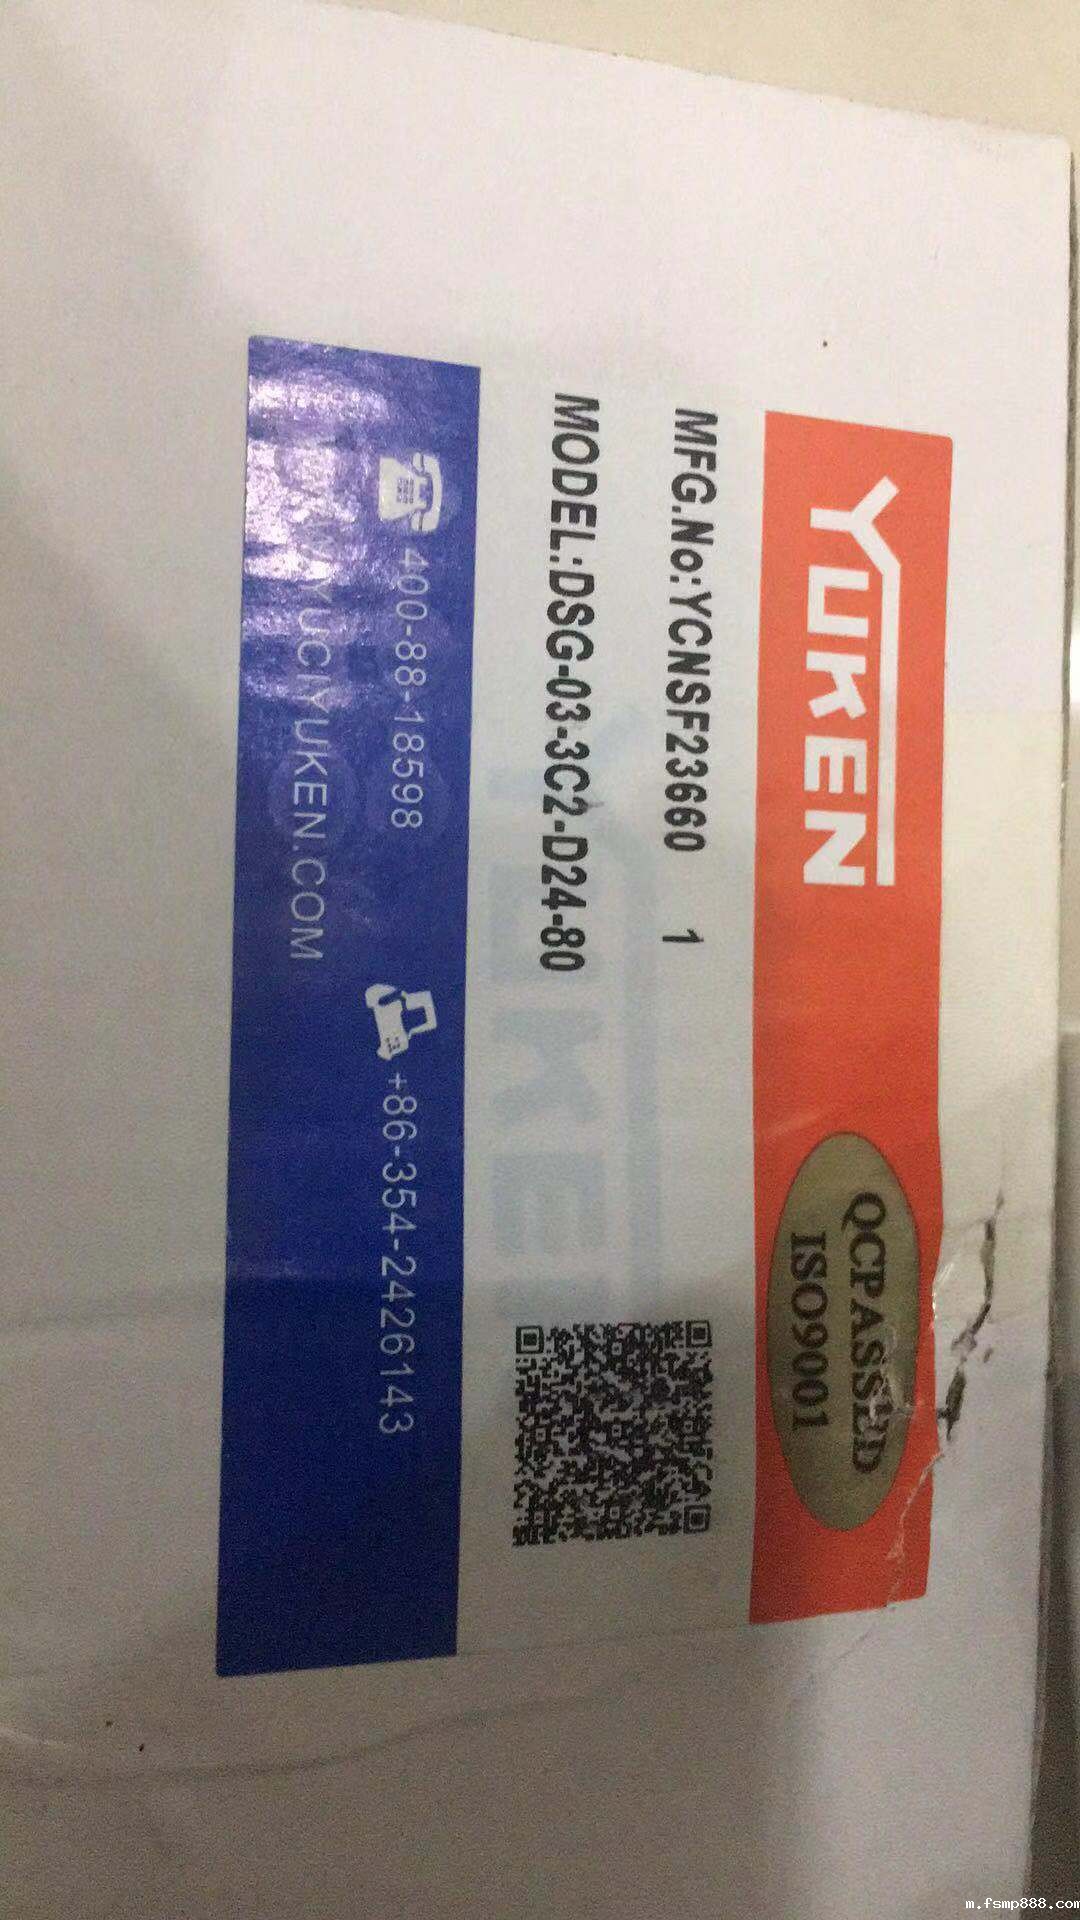 YUKEN
QCPASSED
ISO9001
MFG.No:YCNSF23660 1
MODEL:DSG-03-3C2-D24-80
400-88-18598
+86-354-2426143
YUCIYUKEN.COM
m.fsmp888.com